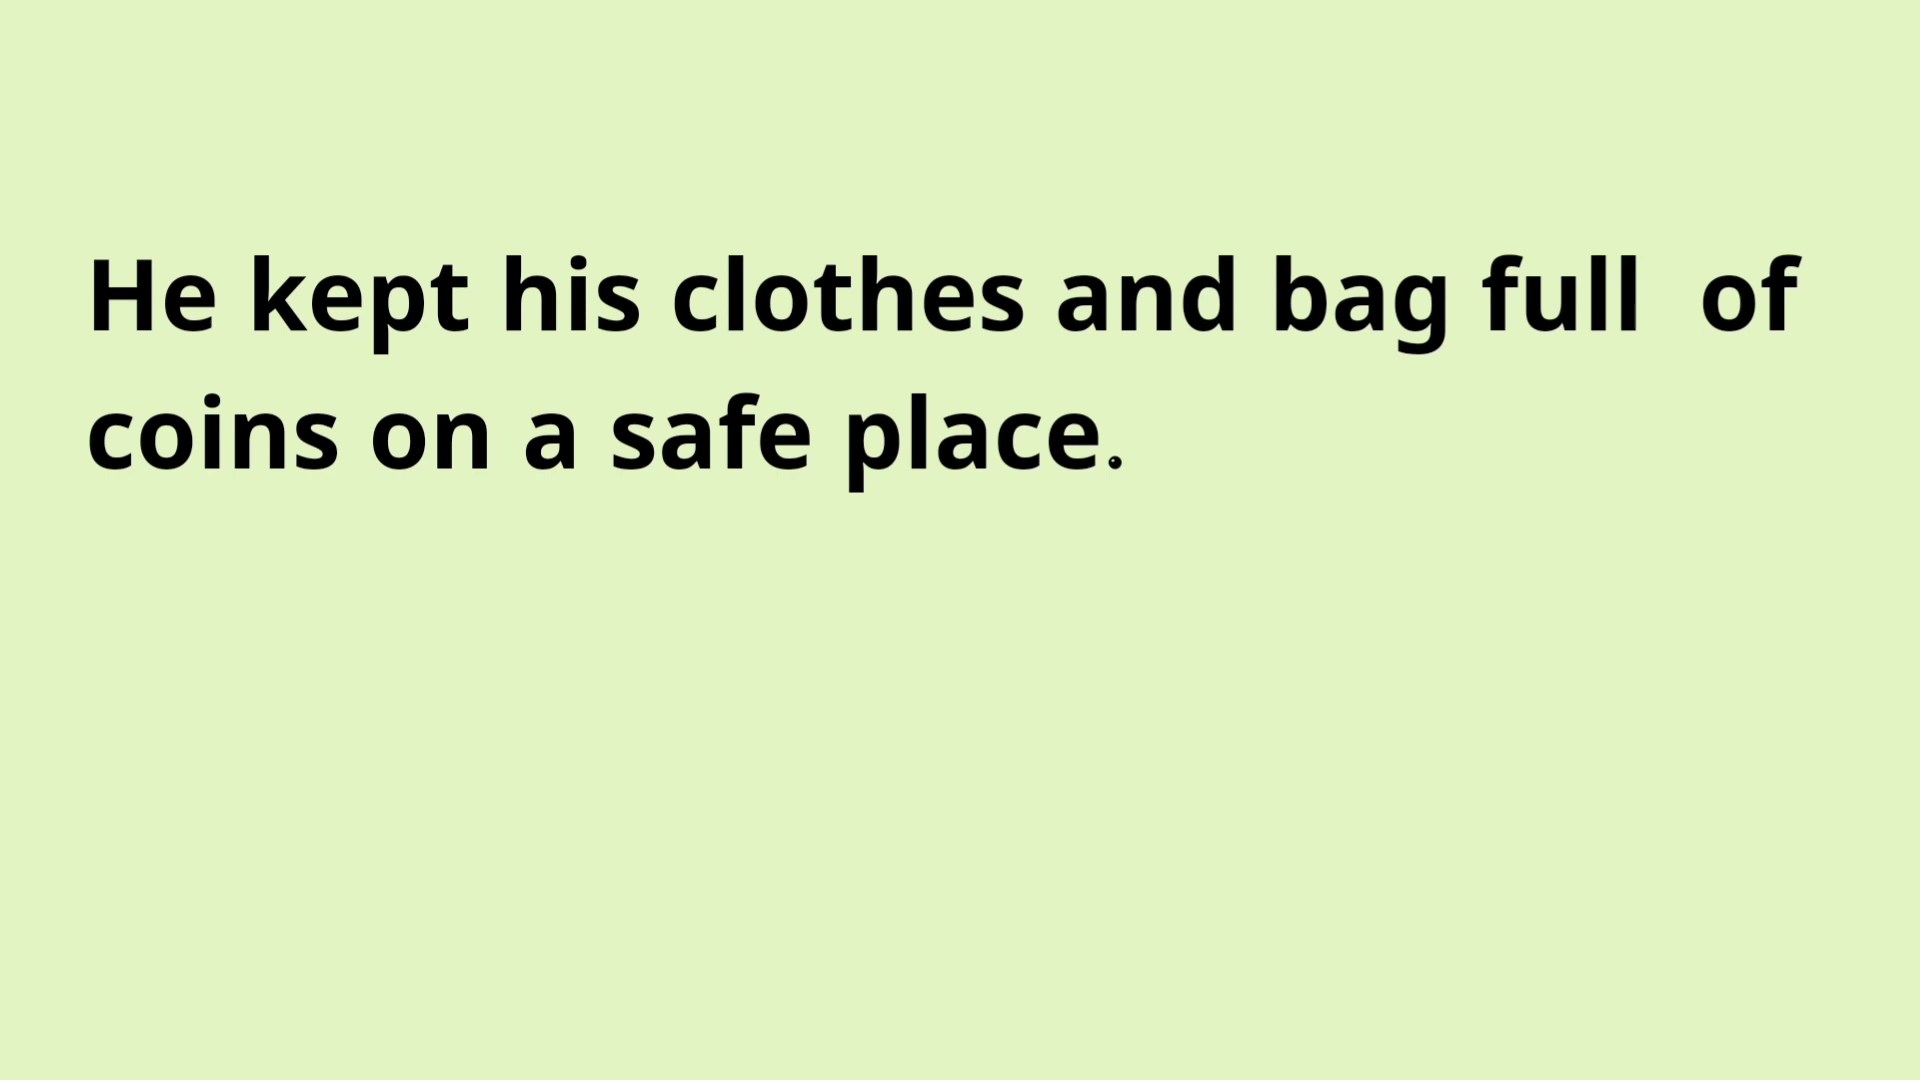 He kept his clothes and bag full  of
coins on a safe place.